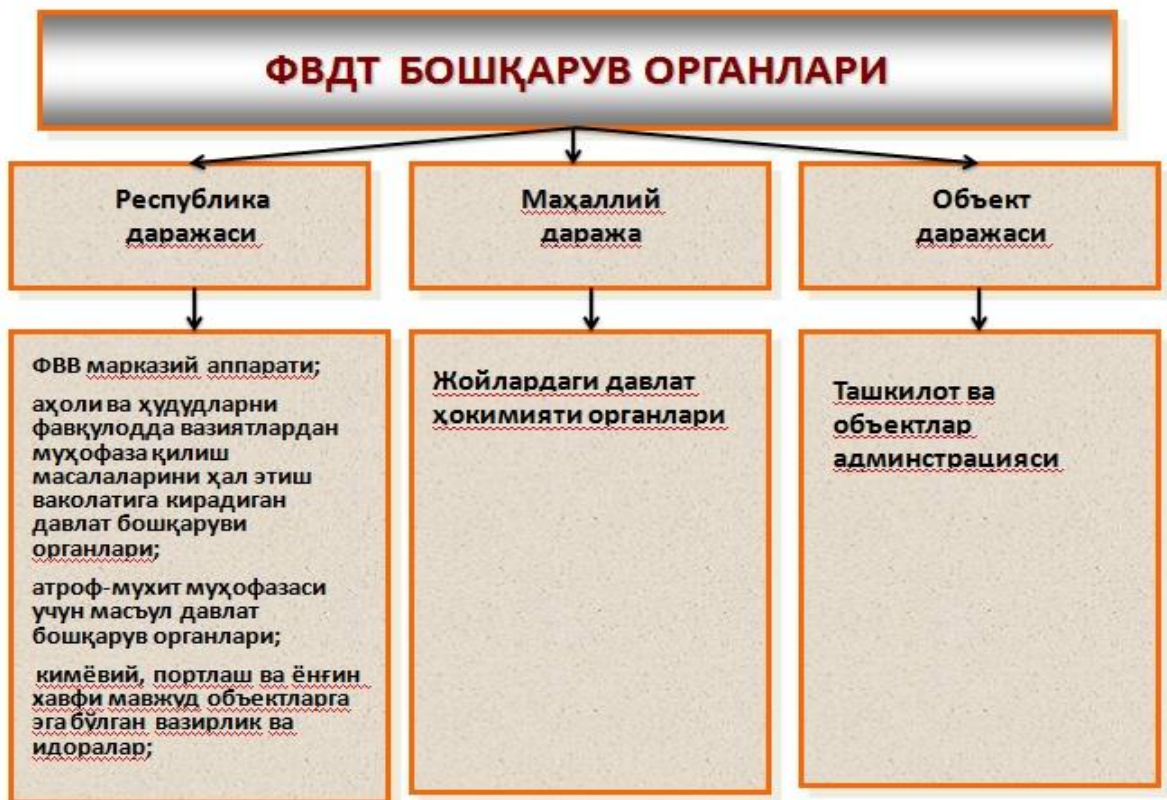 ФВДТ БОШҚАРУВ ОРГАНЛАРИ
Республика
даражаси
Маҳаллий
даража
Объект
даражаси
ФВВ марказий аппарати;
аҳоли ва ҳудудларни
фавқулодда вазиятлардан
муҳофаза қилиш
масалаларини ҳал этиш
ваколатига кирадиган
давлат бошқаруви
органлари;
атроф-мухит муҳофазаси
учун масъул давлат
бошқарув органлари;
кимёвий, портлаш ва ёнғин
хавфи мавжуд объектларга
эга бўлган вазирлик ва
идоралар;
Жойлардаги давлат
ҳокимияти органлари
Ташкилот ва
объектлар
админстрацияси